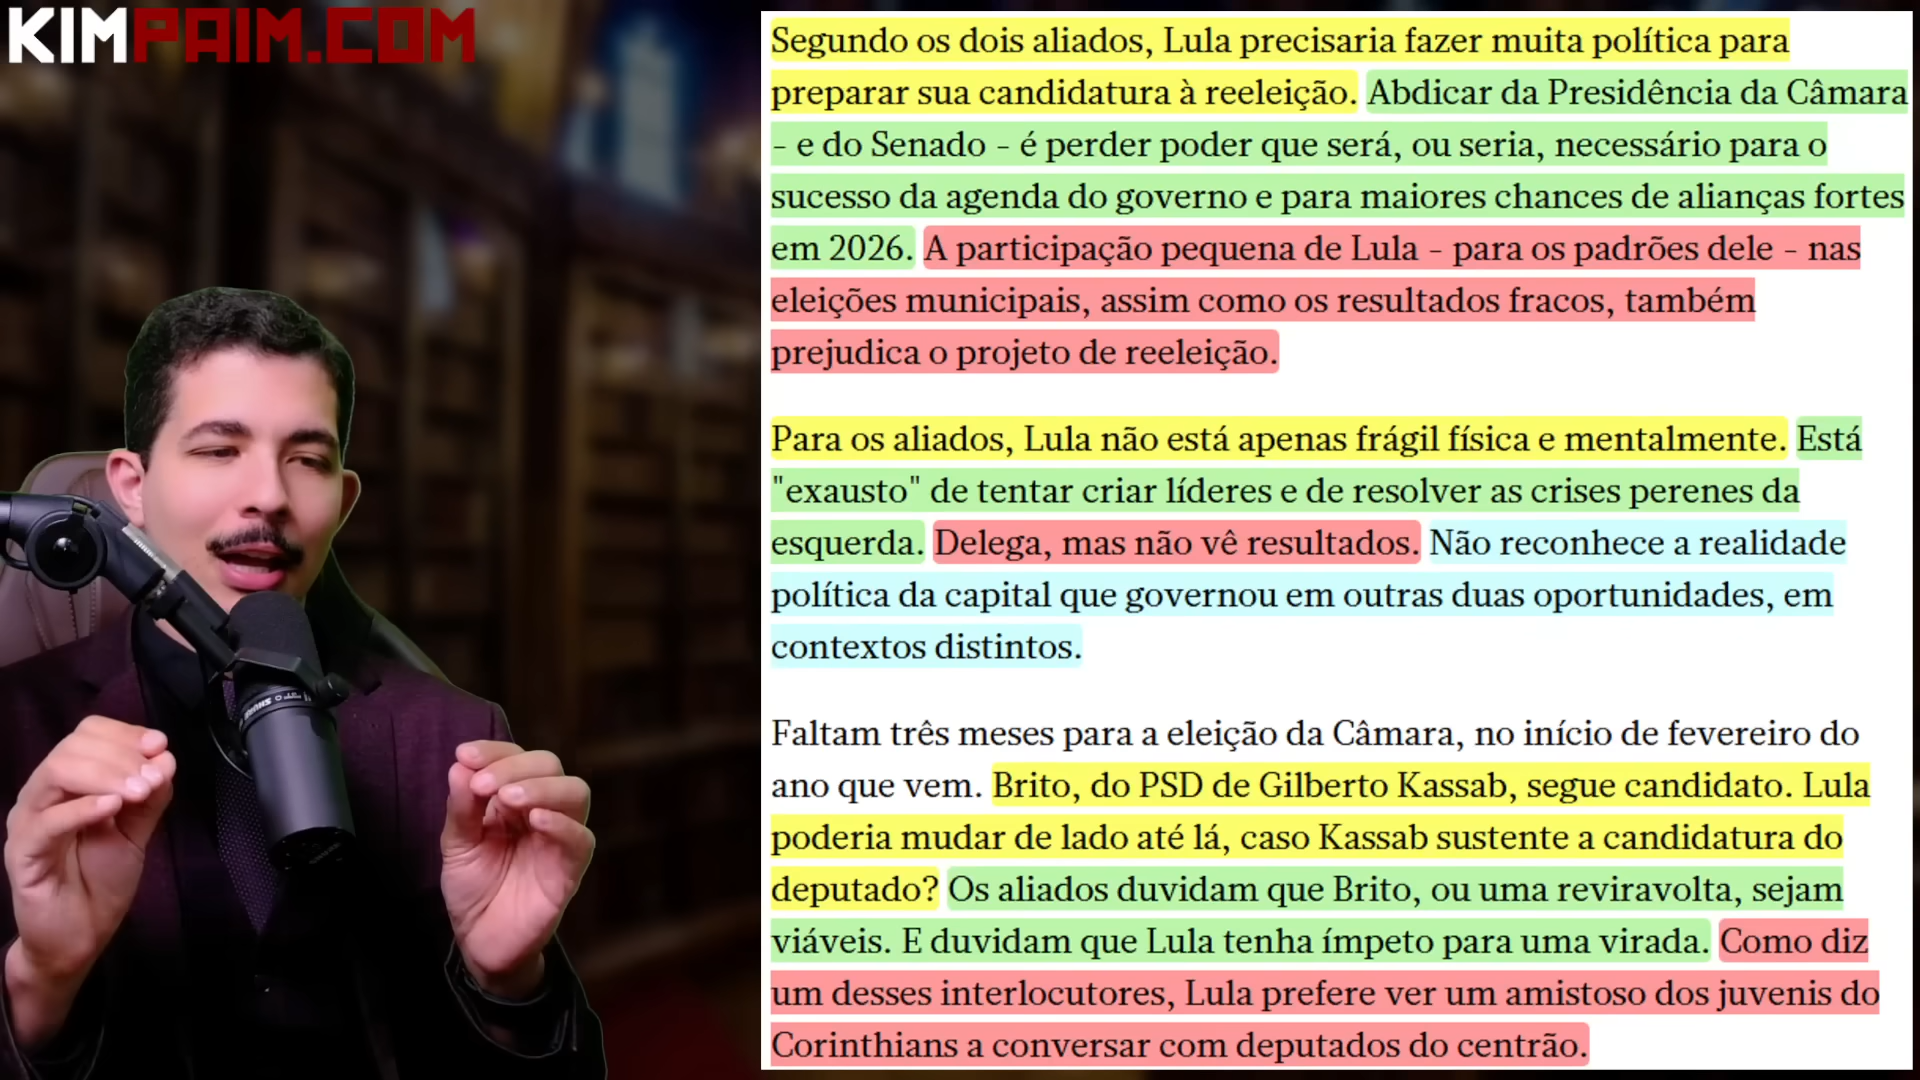 KIMPAIM.COM
Segundo os dois aliados, Lula precisaria fazer muita política para
preparar sua candidatura à reeleição. Abdicar da Presidência da Câmara
- e do Senado - é perder poder que será, ou seria, necessário para o
sucesso da agenda do governo e para maiores chances de alianças fortes
em 2026. A participação pequena de Lula - para os padrões dele - nas
eleições municipais, assim como os resultados fracos, também
prejudica o projeto de reeleição.
Para os aliados, Lula não está apenas frágil física e mentalmente. Está
"exausto" de tentar criar líderes e de resolver as crises perenes da
esquerda. Delega, mas não vê resultados. Não reconhece a realidade
política da capital que governou em outras duas oportunidades, em
contextos distintos.
Faltam três meses para a eleição da Câmara, no início de fevereiro do
ano que vem. Brito, do PSD de Gilberto Kassab, segue candidato. Lula
poderia mudar de lado até lá, caso Kassab sustente a candidatura do
deputado? Os aliados duvidam que Brito, ou uma reviravolta, sejam
viáveis. E duvidam que Lula tenha ímpeto para uma virada. Como diz
um desses interlocutores, Lula prefere ver um amistoso dos juvenis do
Corinthians a conversar com deputados do centrão.